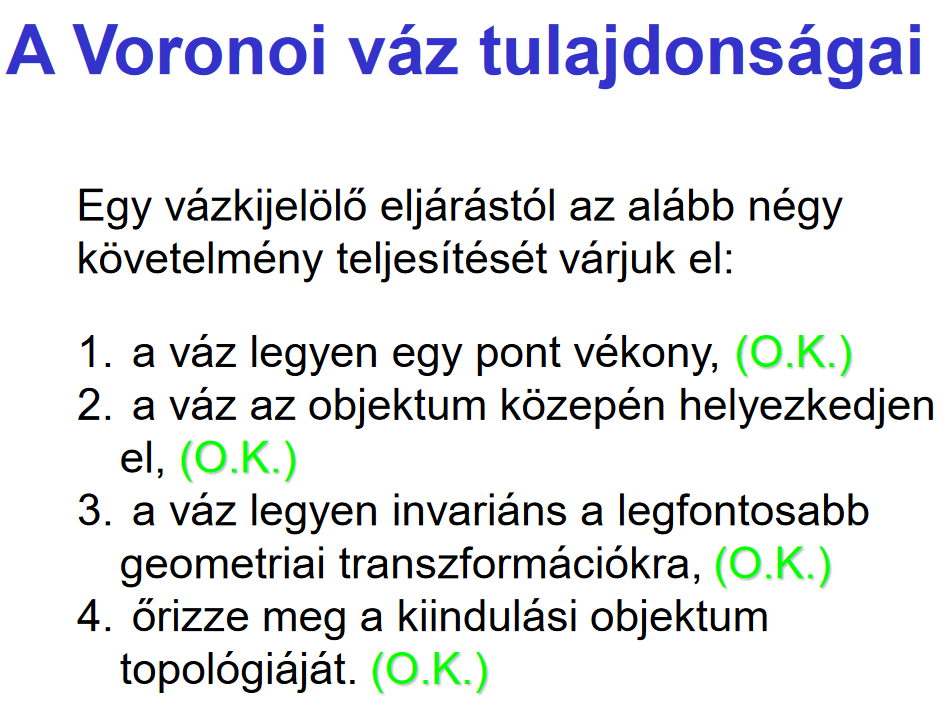 A Voronoi váz tulajdonságai
Egy vázkijelölő eljárástól az alább négy
követelmény teljesítését várjuk el:
1. a váz legyen egy pont vékony, (O.K.)
2. a váz az objektum közepén helyezkedjen
el, (O.K.)
3. a váz legyen invariáns a legfontosabb
geometriai transzformációkra, (O.K.)
4. őrizze meg a kiindulási objektum
topológiáját. (O.K.)